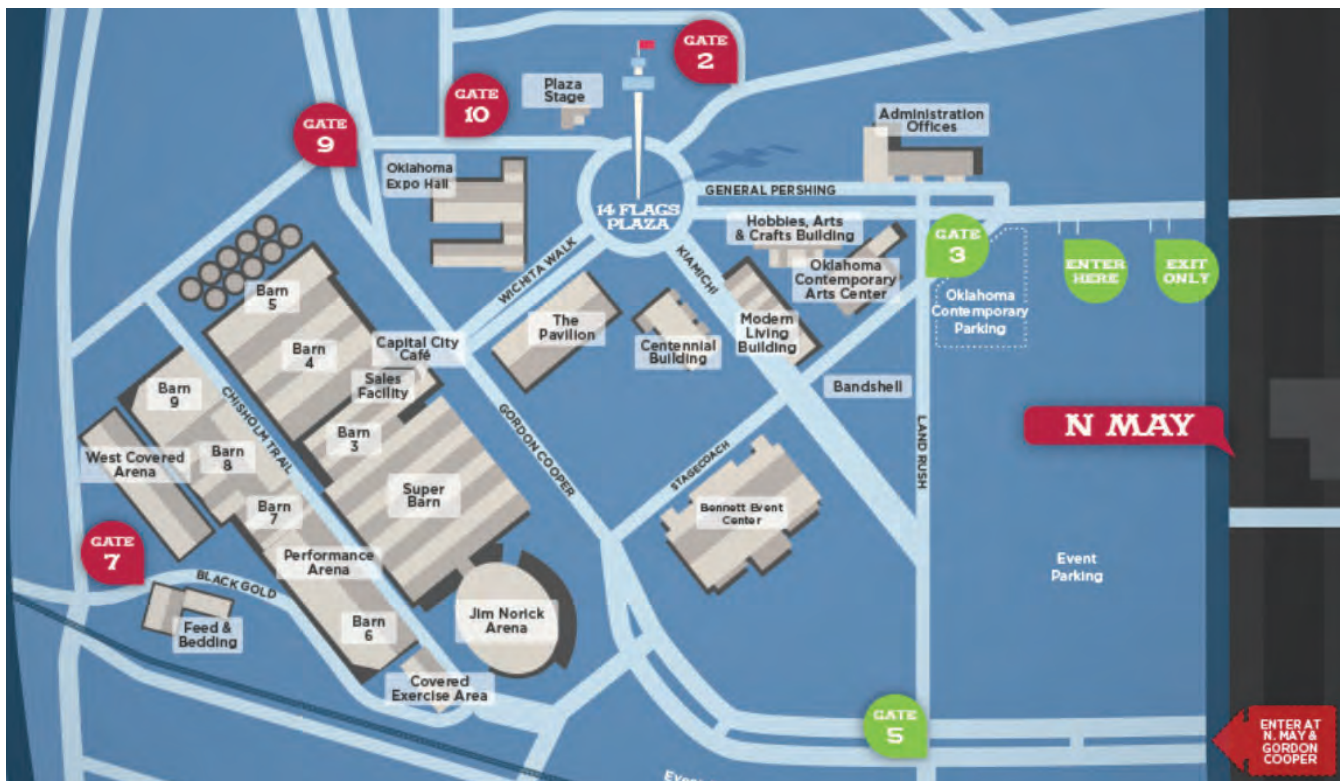 GATE
2
Plaza
Stage
GATE
10
GATE
9
Administration
Offices
Oklahoma
Expo Hall
GENERAL PERSHING
14 FLAGS
PLAZA
Hobbies, Arts
& Crafts Building
GATE
3
ENTER
HERE
EXIT
ONLY
WICHITA WALK
KIAMICHI
Oklahoma
Contemporary
Arts Center
Oklahoma
Contemporary
Parking
Barn
5
The
Pavilion
Centennial
Building
Modern
Living
Building
Barn
4
Capital City
Café
Sales
Facility
Bandshell
Barn
9
CHISHOLM TRAIL
GORDON COOPER
N MAY
Barn
3
West Covered
Arena
Barn
8
LAND RUSH
STAGECOACH
Super
Barn
Barn
7
Bennett Event
Center
GATE
7
Performance
Arena
Event
Parking
BLACK GOLD
Feed &
Bedding
Barn
6
Jim Norick
Arena
Covered
Exercise Area
GATE
5
ENTER AT
N. MAY &
GORDON
COOPER